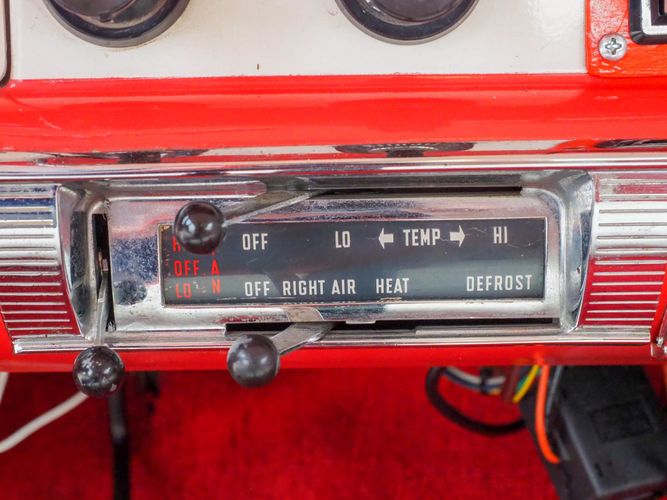 OFF LO ← TEMP → HI
OFF A
LO N OFF RIGHT AIR HEAT DEFROST